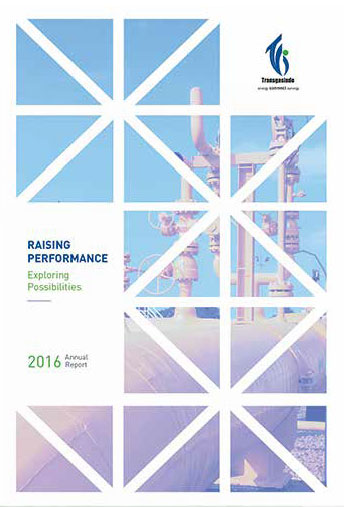 Transgasindo
RAISING
PERFORMANCE
Exploring
Possibilities
2016 Annual
Report